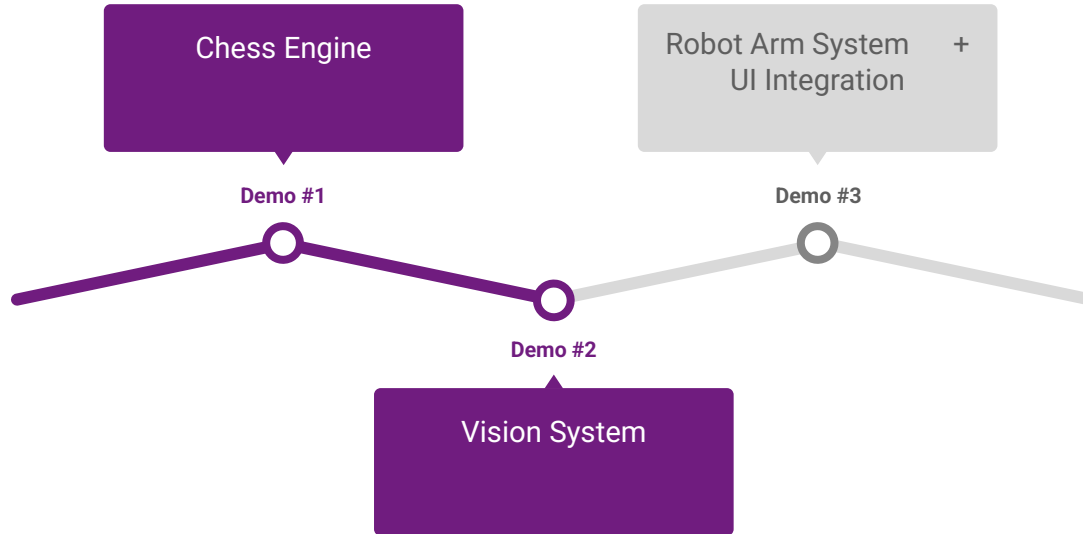 Chess Engine
Demo #1
Robot Arm System +
UI Integration
Demo #3
Demo #2
Vision System